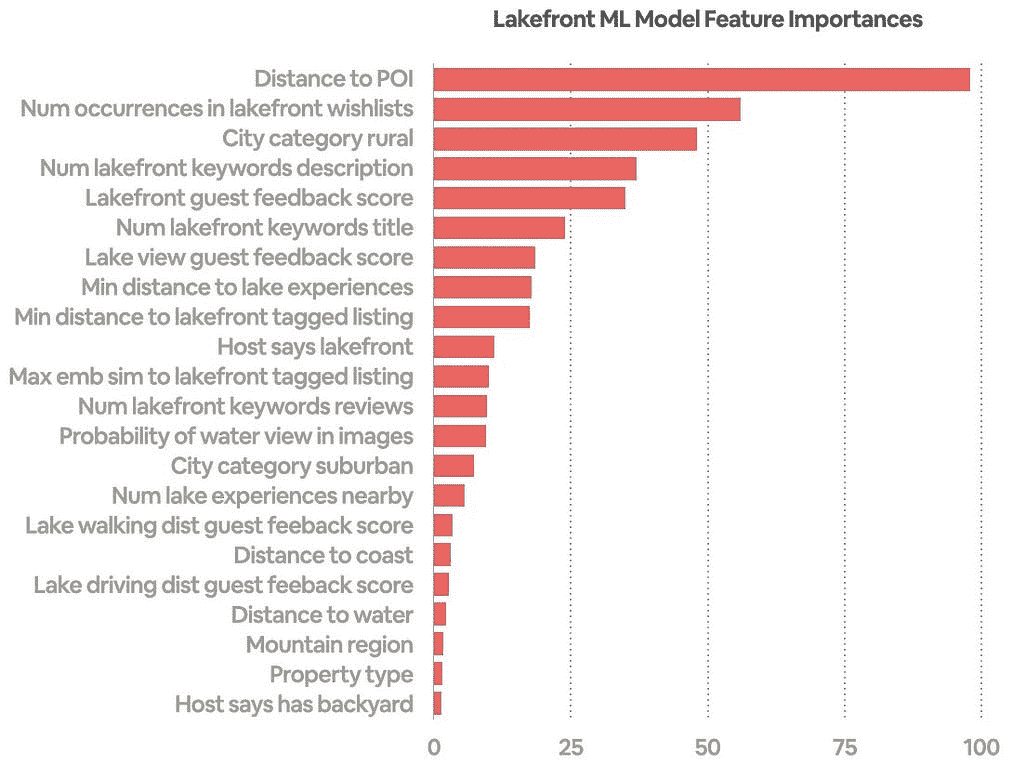 Lakefront ML Model Feature Importances
Distance to POI
Num occurrences in lakefront wishlists
City category rural
Num lakefront keywords description
Lakefront guest feedback score
Num lakefront keywords title
Lake view guest feedback score
Min distance to lake experiences
Min distance to lakefront tagged listing
Host says lakefront
Max emb sim to lakefront tagged listing
Num lakefront keywords reviews
Probability of water view in images
City category suburban
Num lake experiences nearby
Lake walking dist guest feeback score
Distance to coast
Lake driving dist guest feeback score
Distance to water
Mountain region
Property type
Host says has backyard
0 25 50 75 100